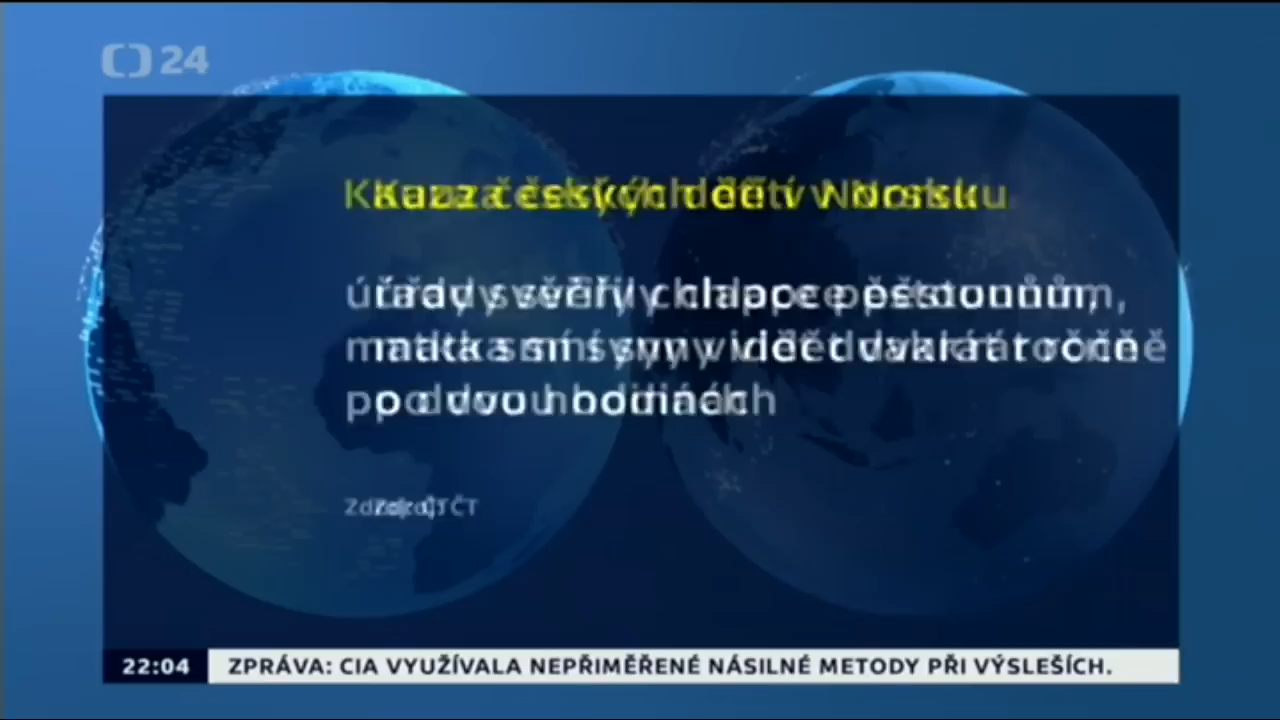 24
Kauza českých dětí v Norsku
úřady svěřily chlapce pěstounům,
matka smí syny vidět dvakrát ročně
po dvou hodinách
Zdroj: ČT
22:04 ZPRÁVA: CIA VYUŽÍVALA NEPŘIMĚŘENÉ NÁSILNÉ METODY PŘI VÝSLEŠÍCH.